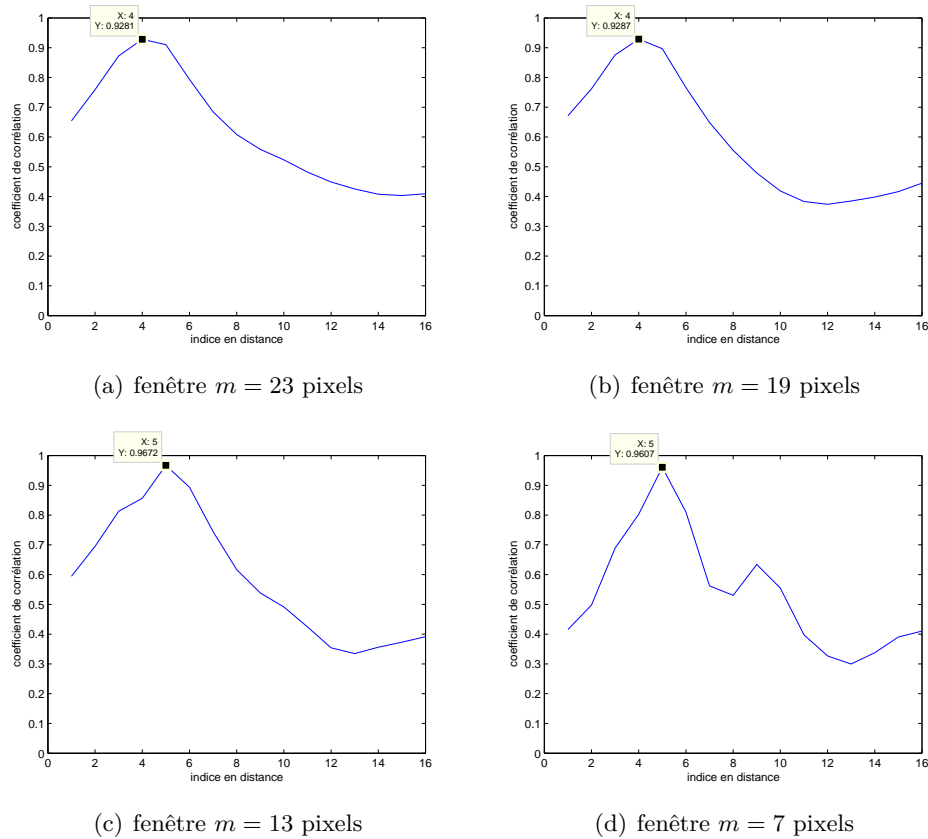 X: 4
Y: 0.9281
1
0.9
0.8
0.7
0.6
0.5
0.4
0.3
0.2
0.1
0
coefficient de corrélation
0 2 4 6 8 10 12 14 16
indice en distance
(a) fenêtre m = 23 pixels
X: 4
Y: 0.9287
1
0.9
0.8
0.7
0.6
0.5
0.4
0.3
0.2
0.1
0
coefficient de corrélation
0 2 4 6 8 10 12 14 16
indice en distance
(b) fenêtre m = 19 pixels
X: 5
Y: 0.9672
1
0.9
0.8
0.7
0.6
0.5
0.4
0.3
0.2
0.1
0
coefficient de corrélation
0 2 4 6 8 10 12 14 16
indice en distance
(c) fenêtre m = 13 pixels
X: 5
Y: 0.9607
1
0.9
0.8
0.7
0.6
0.5
0.4
0.3
0.2
0.1
0
coefficient de corrélation
0 2 4 6 8 10 12 14 16
indice en distance
(d) fenêtre m = 7 pixels